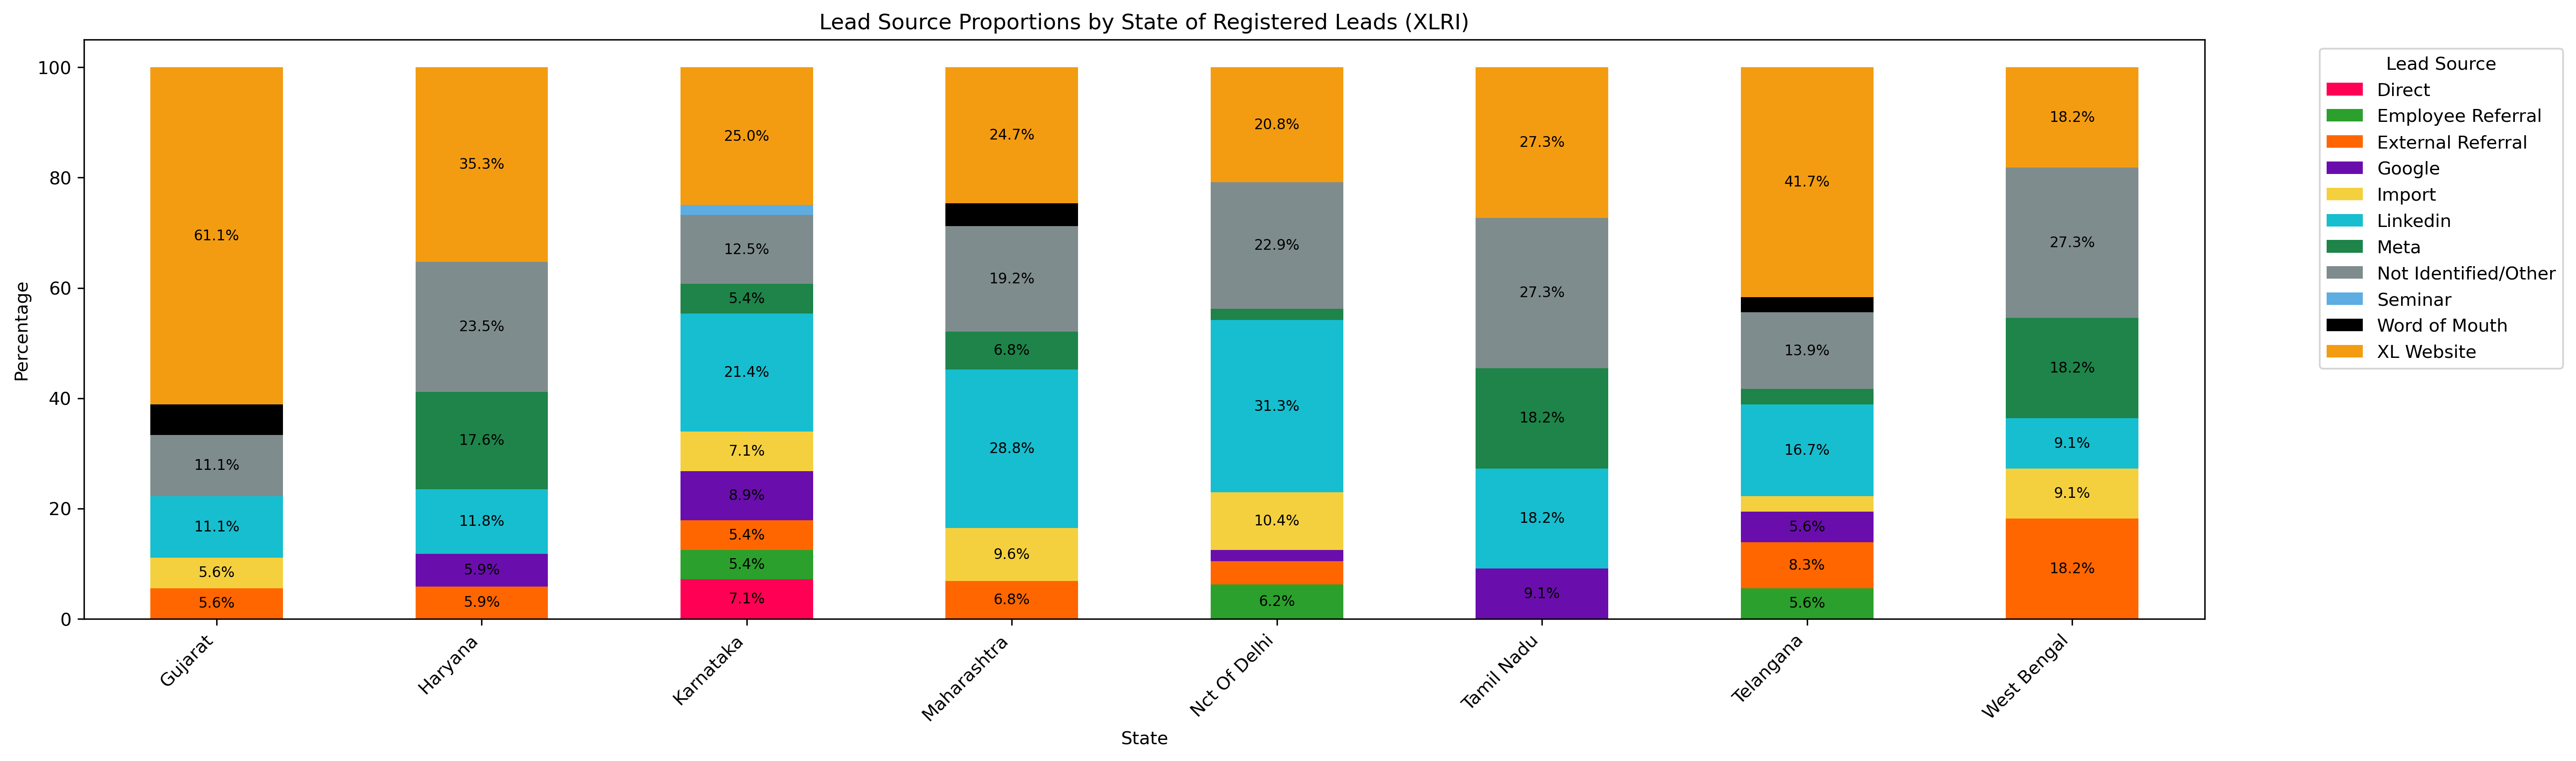 Lead Source Proportions by State of Registered Leads (XLRI)
Percentage
100
80
60
40
20
0
61.1%
11.1%
11.1%
5.6%
5.6%
35.3%
23.5%
17.6%
11.8%
5.9%
5.9%
25.0%
12.5%
5.4%
21.4%
7.1%
8.9%
5.4%
5.4%
7.1%
24.7%
19.2%
6.8%
28.8%
9.6%
6.8%
20.8%
22.9%
31.3%
10.4%
6.2%
27.3%
27.3%
18.2%
18.2%
9.1%
41.7%
13.9%
16.7%
5.6%
8.3%
5.6%
18.2%
27.3%
18.2%
9.1%
9.1%
18.2%
Gujarat
Haryana
Karnataka
Maharashtra
Nct Of Delhi
Tamil Nadu
Telangana
West Bengal
State
Lead Source
Direct
Employee Referral
External Referral
Google
Import
Linkedin
Meta
Not Identified/Other
Seminar
Word of Mouth
XL Website